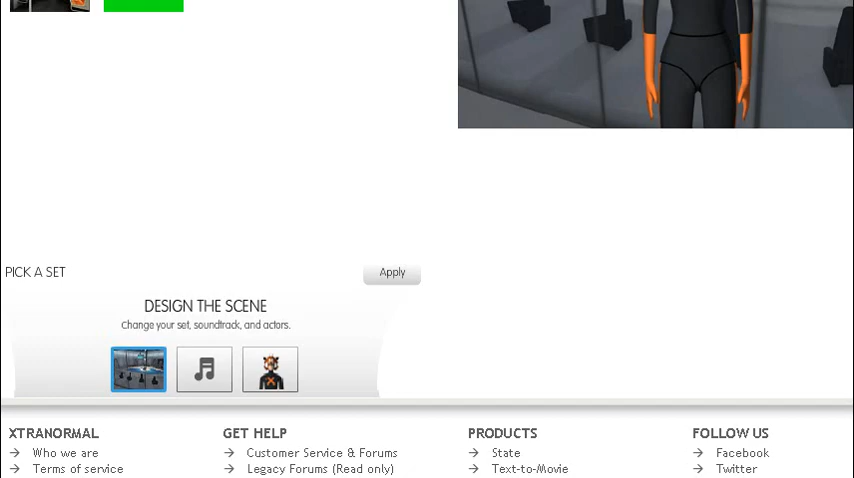 PICK A SET
Apply
DESIGN THE SCENE
Change your set, soundtrack, and actors.
XTRANORMAL
→ Who we are
→ Terms of service
GET HELP
→ Customer Service & Forums
→ Legacy Forums (Read only)
PRODUCTS
→ State
→ Text-to-Movie
FOLLOW US
→ Facebook
→ Twitter